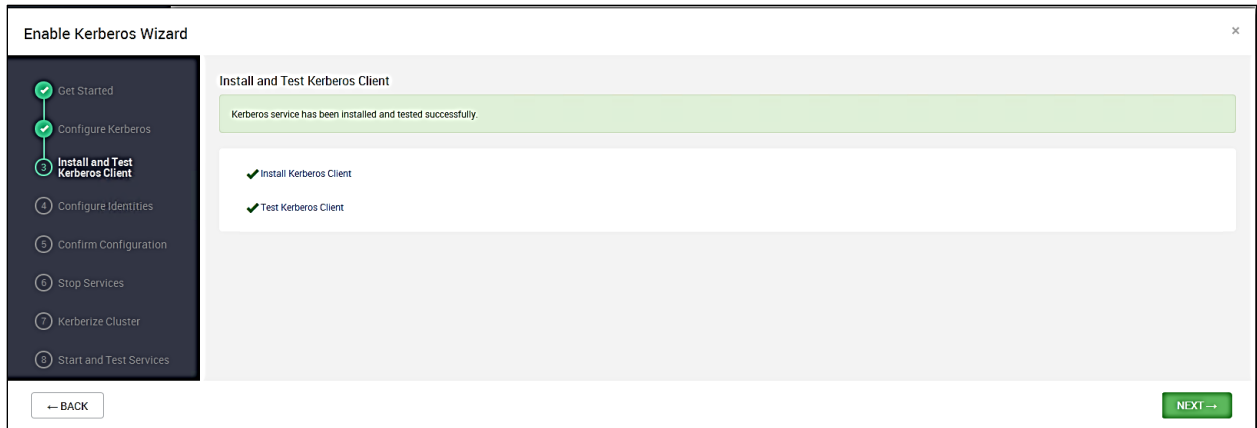 Enable Kerberos Wizard
×
Get Started
Configure Kerberos
3 Install and Test
Kerberos Client
4 Configure Identities
5 Confirm Configuration
6 Stop Services
7 Kerberize Cluster
8 Start and Test Services
Install and Test Kerberos Client
Kerberos service has been installed and tested successfully.
Install Kerberos Client
Test Kerberos Client
← BACK
NEXT →